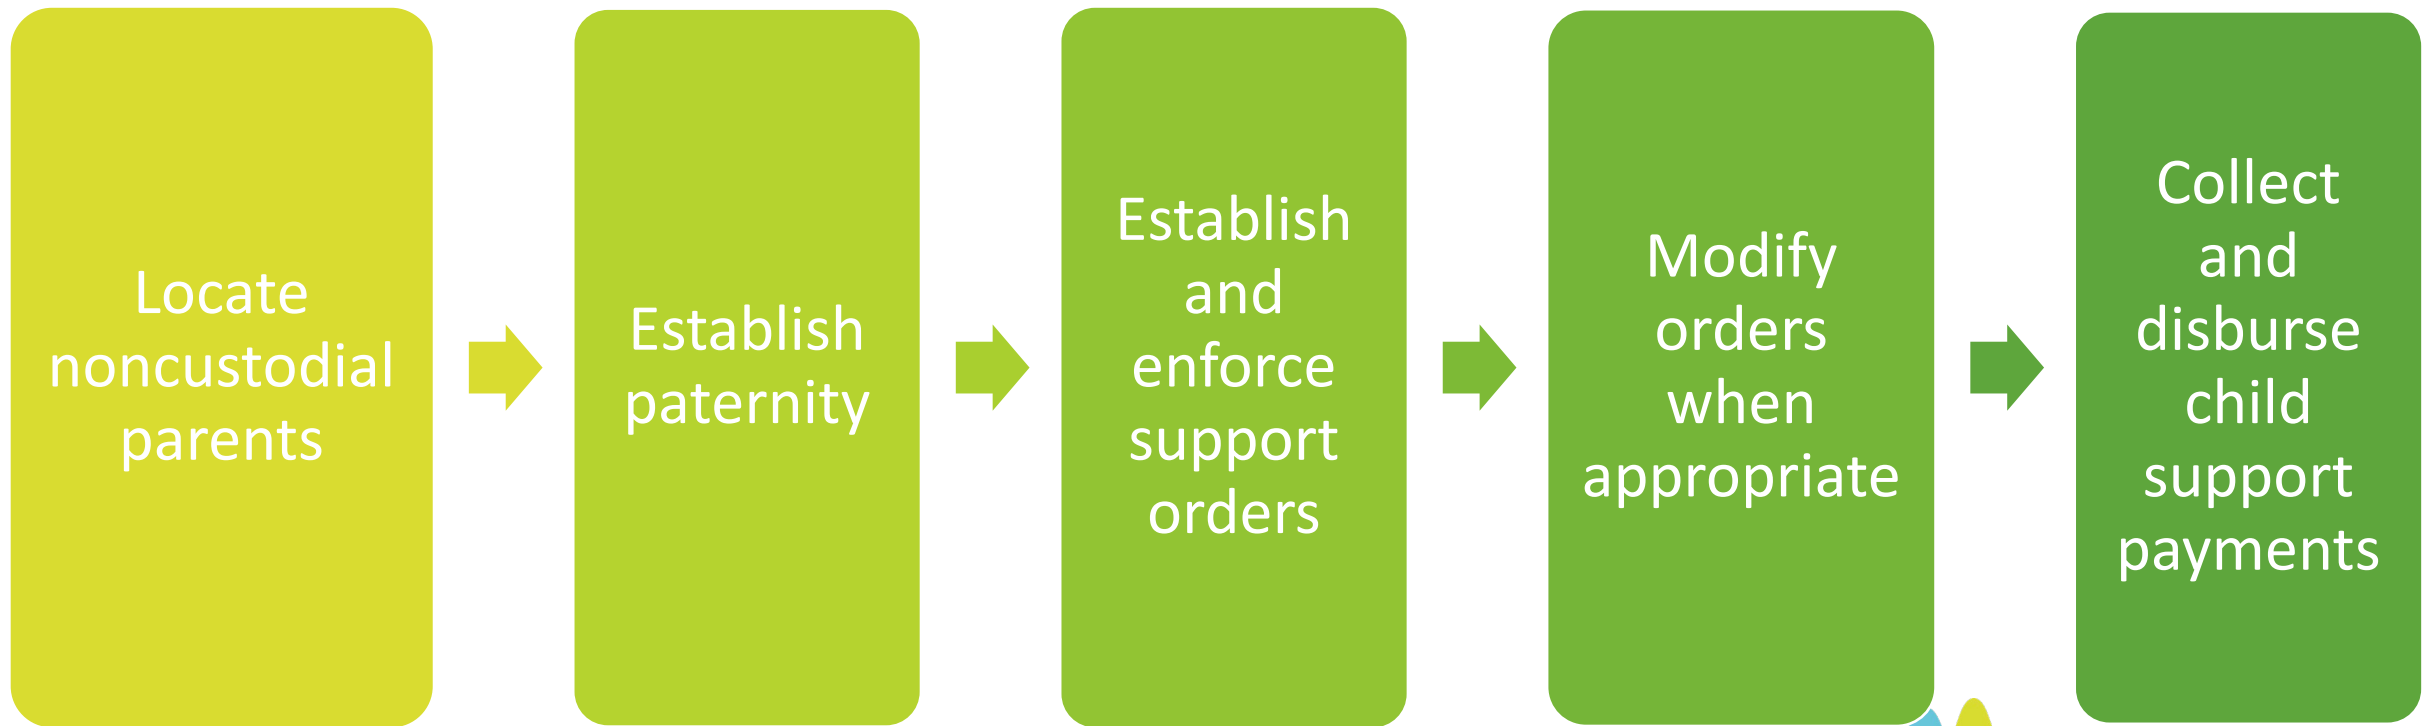 Locate
noncustodial
parents
Establish
paternity
Establish
and
enforce
support
orders
Modify
orders
when
appropriate
Collect
and
disburse
child
support
payments